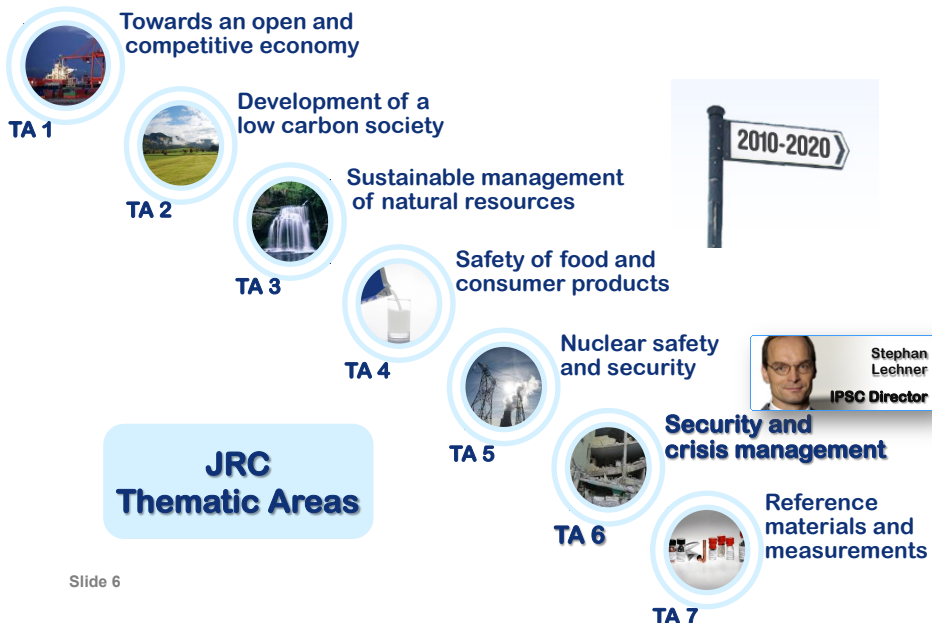 Towards an open and
competitive economy
TA 1
Development of a
low carbon society
TA 2
2010-2020
Sustainable management
of natural resources
TA 3
Safety of food and
consumer products
TA 4
Nuclear safety
and security
TA 5
Stephan
Lechner
IPSC Director
Security and
crisis management
TA 6
JRC
Thematic Areas
Reference
materials and
measurements
TA 7
Slide 6